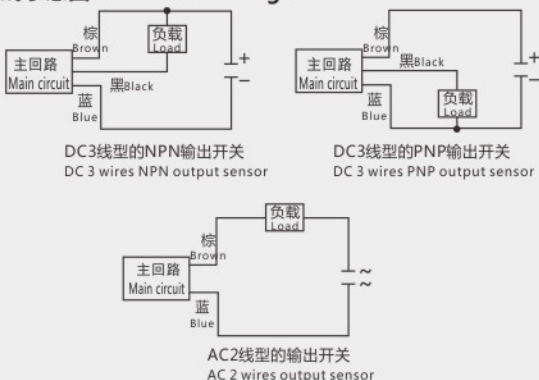 棕
Brown
负载
Load
主回路
Main circuit
黑Black
蓝
Blue
+
−
DC3线型的NPN输出开关
DC 3 wires NPN output sensor
棕
Brown
主回路
Main circuit
黑Black
负载
Load
蓝
Blue
+
−
DC3线型的PNP输出开关
DC 3 wires PNP output sensor
负载
Load
棕
Brown
主回路
Main circuit
蓝
Blue
~
~
AC2线型的输出开关
AC 2 wires output sensor